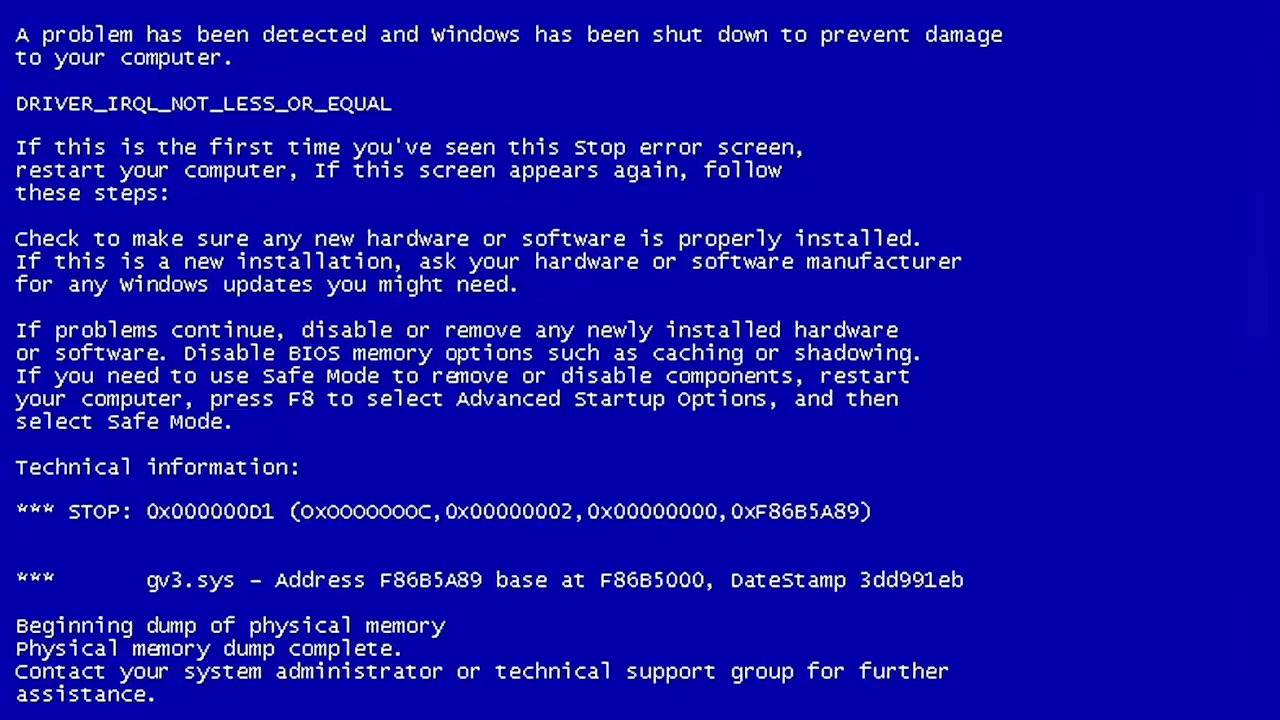 A problem has been detected and Windows has been shut down to prevent damage
to your computer.
DRIVER_IRQL_NOT_LESS_OR_EQUAL
If this is the first time you've seen this Stop error screen,
restart your computer, If this screen appears again, follow
these steps:
Check to make sure any new hardware or software is properly installed.
If this is a new installation, ask your hardware or software manufacturer
for any Windows updates you might need.
If problems continue, disable or remove any newly installed hardware
or software. Disable BIOS memory options such as caching or shadowing.
If you need to use Safe Mode to remove or disable components, restart
your computer, press F8 to select Advanced Startup Options, and then
select Safe Mode.
Technical information:
*** STOP: 0x000000D1 (0x0000000C,0x00000002,0x00000000,0xF86B5A89)
*** gv3.sys – Address F86B5A89 base at F86B5000, DateStamp 3dd991eb
Beginning dump of physical memory
Physical memory dump complete.
Contact your system administrator or technical support group for further
assistance.